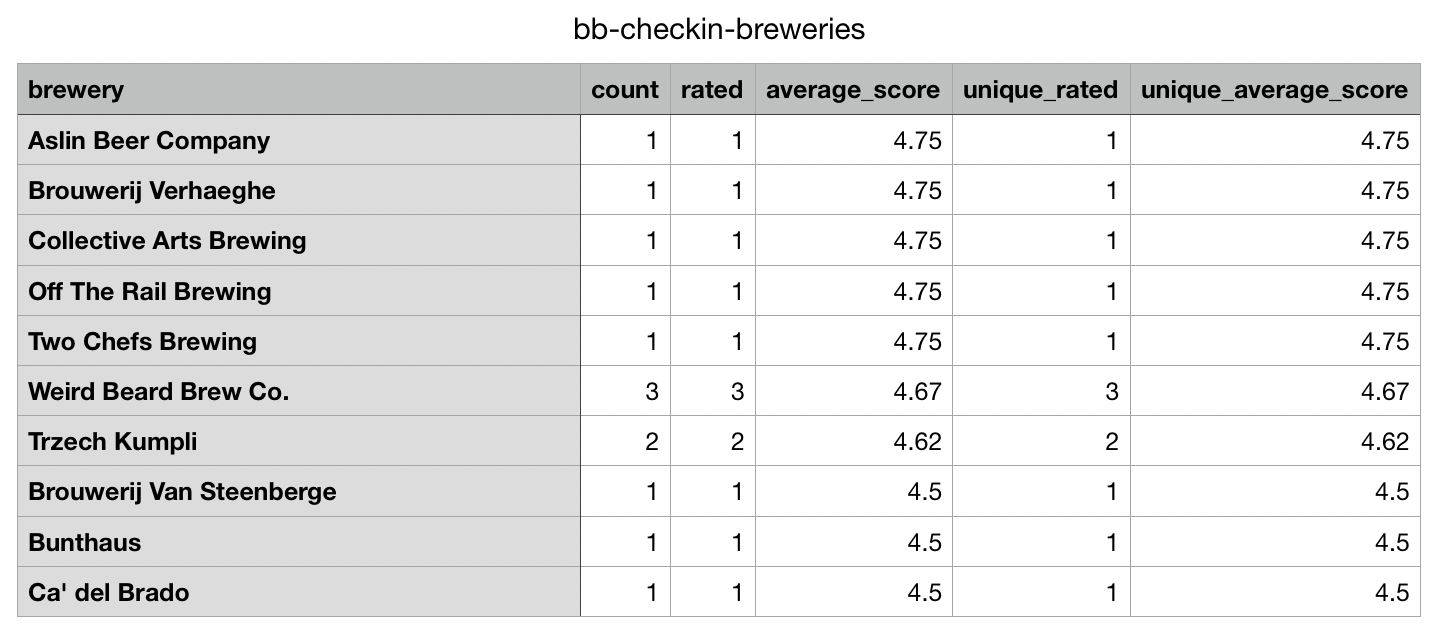 bb-checkin-breweries
brewery count rated average_score unique_rated unique_average_score
Aslin Beer Company 1 1 4.75 1 4.75
Brouwerij Verhaeghe 1 1 4.75 1 4.75
Collective Arts Brewing 1 1 4.75 1 4.75
Off The Rail Brewing 1 1 4.75 1 4.75
Two Chefs Brewing 1 1 4.75 1 4.75
Weird Beard Brew Co. 3 3 4.67 3 4.67
Trzech Kumpli 2 2 4.62 2 4.62
Brouwerij Van Steenberge 1 1 4.5 1 4.5
Bunthaus 1 1 4.5 1 4.5
Ca' del Brado 1 1 4.5 1 4.5